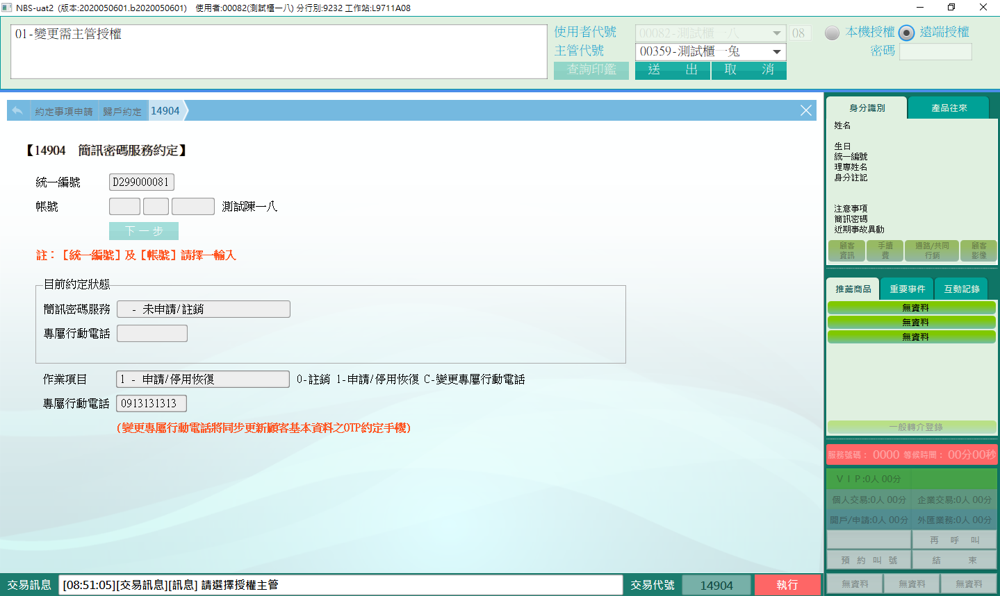 NBS-uat2 (版本:2020050601.b2020050601) 使用者:00082(測試櫃一八) 分行別:9232 工作站:L9711A08
01-變更需主管授權
使用者代號 00082-測試櫃一八 08 本機授權 遠端授權
主管代號 00359-測試櫃一兔 密碼
查詢印鑑 送 出 取 消
約定事項申請 歸戶約定 14904
【14904 簡訊密碼服務約定】
統一編號 D299000081
帳號 測試陳一八
下一步
註：［統一編號］及［帳號］請擇一輸入
目前約定狀態
簡訊密碼服務 - 未申請/註銷
專屬行動電話
作業項目 1 - 申請/停用恢復 0-註銷 1-申請/停用恢復 C-變更專屬行動電話
專屬行動電話 0913131313
(變更專屬行動電話將同步更新顧客基本資料之OTP約定手機)
身分識別 產品往來
姓名
生日
統一編號
理專姓名
身分註記
注意事項
簡訊密碼
近期事故異動
顧客資訊 手續費 通路/共同行銷 顧客影像
推薦商品 重要事件 互動記錄
無資料
無資料
無資料
一般轉介登錄
服務號碼： 0000 等候時間： 00分00秒
ＶＩＰ:0人 00分
個人交易:0人 00分 企業交易:0人 00分
開戶/申請:0人 00分 外匯業務:0人 00分
再 呼 叫
預 約 叫 號 結 束
無資料 無資料 無資料
交易訊息 [08:51:05][交易訊息][訊息] 請選擇授權主管 交易代號 14904 執行